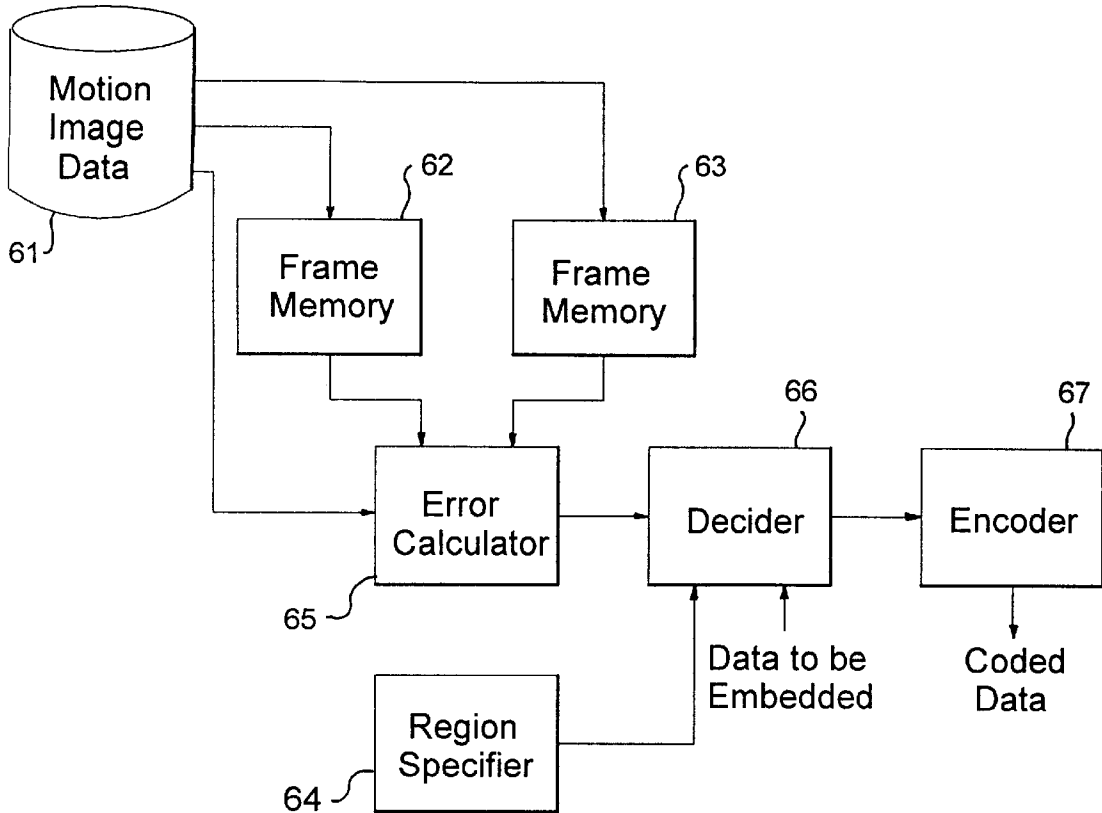 Motion
Image
Data
61
62
Frame
Memory
63
Frame
Memory
Error
Calculator
65
66
Decider
67
Encoder
Data to be
Embedded
Coded
Data
Region
Specifier
64